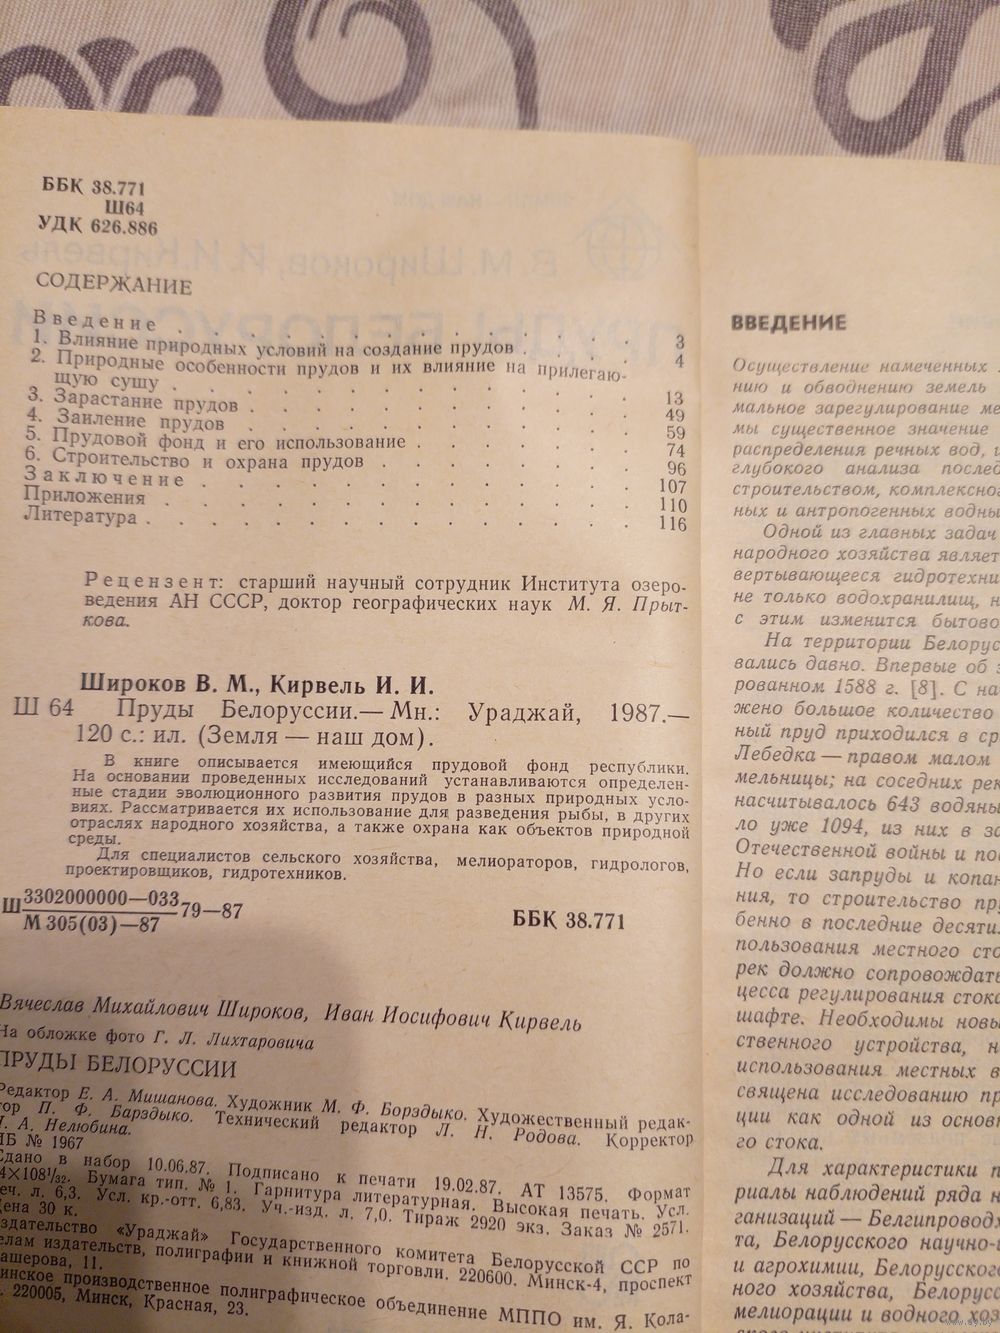 ББК 38.771
Ш64
УДК 626.886
СОДЕРЖАНИЕ
Введение . . . . . . . . . . . . 3
1. Влияние природных условий на создание прудов . . . . 4
2. Природные особенности прудов и их влияние на прилегаю-
щую сушу . . . . . . . . . . . . 13
3. Зарастание прудов . . . . . . . . . . 49
4. Заиление прудов . . . . . . . . . . 59
5. Прудовой фонд и его использование . . . . . . 74
6. Строительство и охрана прудов . . . . . . . 96
Заключение . . . . . . . . . . . 107
Приложения . . . . . . . . . . . 110
Литература . . . . . . . . . . . 116
Рецензент: старший научный сотрудник Института озеро-
ведения АН СССР, доктор географических наук М. Я. Прыт-
кова.
Широков В. М., Кирвель И. И.
Ш 64 Пруды Белоруссии.— Мн.: Ураджай, 1987.—
120 с.: ил. (Земля — наш дом).
В книге описывается имеющийся прудовой фонд республики.
На основании проведенных исследований устанавливаются определен-
ные стадии эволюционного развития прудов в разных природных усло-
виях. Рассматривается их использование для разведения рыбы, в других
отраслях народного хозяйства, а также охрана как объектов природной
среды.
Для специалистов сельского хозяйства, мелиораторов, гидрологов,
проектировщиков, гидротехников.
Ш 3302000000—033 79—87
М 305(03)—87
ББК 38.771
Вячеслав Михайлович Широков, Иван Иосифович Кирвель
На обложке фото Г. Л. Лихтаровича
ПРУДЫ БЕЛОРУССИИ
Редактор Е. А. Мишанова. Художник М. Ф. Борздыко. Художественный редак-
тор П. Ф. Барздыко. Технический редактор Л. Н. Родова. Корректор
Т. А. Нелюбина.
ИБ № 1967
Сдано в набор 10.06.87. Подписано к печати 19.02.87. АТ 13575. Формат
84×108 1/32. Бумага тип. № 1. Гарнитура литературная. Высокая печать. Усл.
печ. л. 6,3. Усл. кр.-отт. 6,83. Уч.-изд. л. 7,0. Тираж 2920 экз. Заказ № 2571.
Цена 30 к.
здательство «Ураджай» Государственного комитета Белорусской ССР по
елам издательств, полиграфии и книжной торговли. 220600. Минск-4, проспект
ашерова, 11.
инское производственное полиграфическое объединение МППО им. Я. Кола-
. 220005, Минск, Красная, 23.
ВВЕДЕНИЕ
Осуществление намеченных
нию и обводнению земель
мальное зарегулирование ме
мы существенное значение
распределения речных вод,
глубокого анализа послед
строительством, комплексног
ных и антропогенных водны
Одной из главных задач
народного хозяйства являет
вертывающееся гидротехни
не только водохранилищ, н
с этим изменится бытово
На территории Белорус
вались давно. Впервые об з
рованном 1588 г. [8]. С на
жено большое количество
ный пруд приходился в ср
Лебедка — правом малом
мельницы; на соседних рек
насчитывалось 643 водяны
ло уже 1094, из них в за
Отечественной войны и пос
Но если запруды и копан
ния, то строительство пр
бенно в последние десяти
пользования местного сто
рек должно сопровождать
цесса регулирования стока
шафте. Необходимы новы
ственного устройства, н
использования местных в
священа исследованию пр
ции как одной из основ
го стока.
Для характеристики п
риалы наблюдений ряда н
ганизаций — Белгипроводх
та, Белорусского научно-
и агрохимии, Белорусског
ного хозяйства, Белорусс
мелиорации и водного хоз